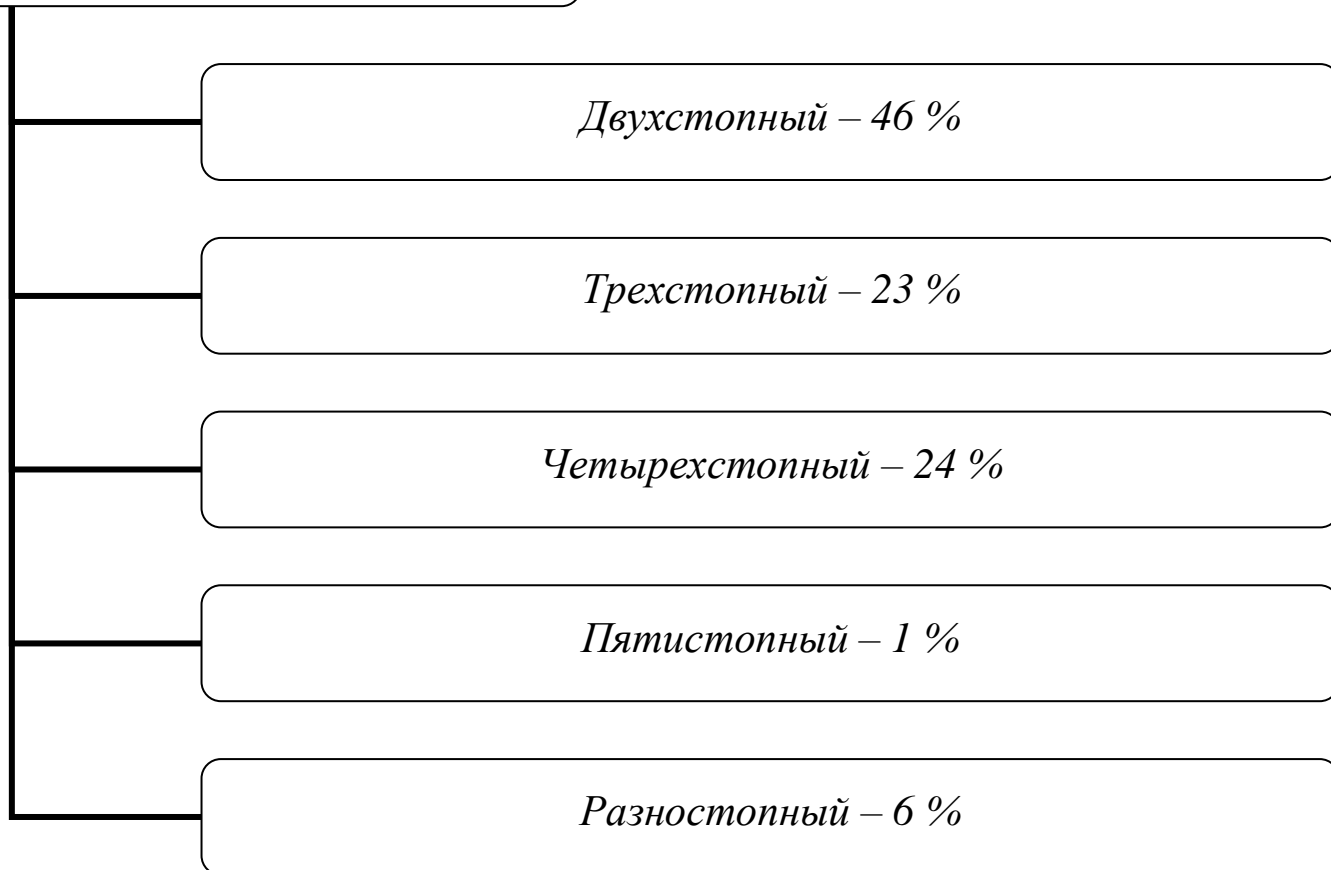 Двухстопный – 46 %
Трехстопный – 23 %
Четырехстопный – 24 %
Пятистопный – 1 %
Разностопный – 6 %